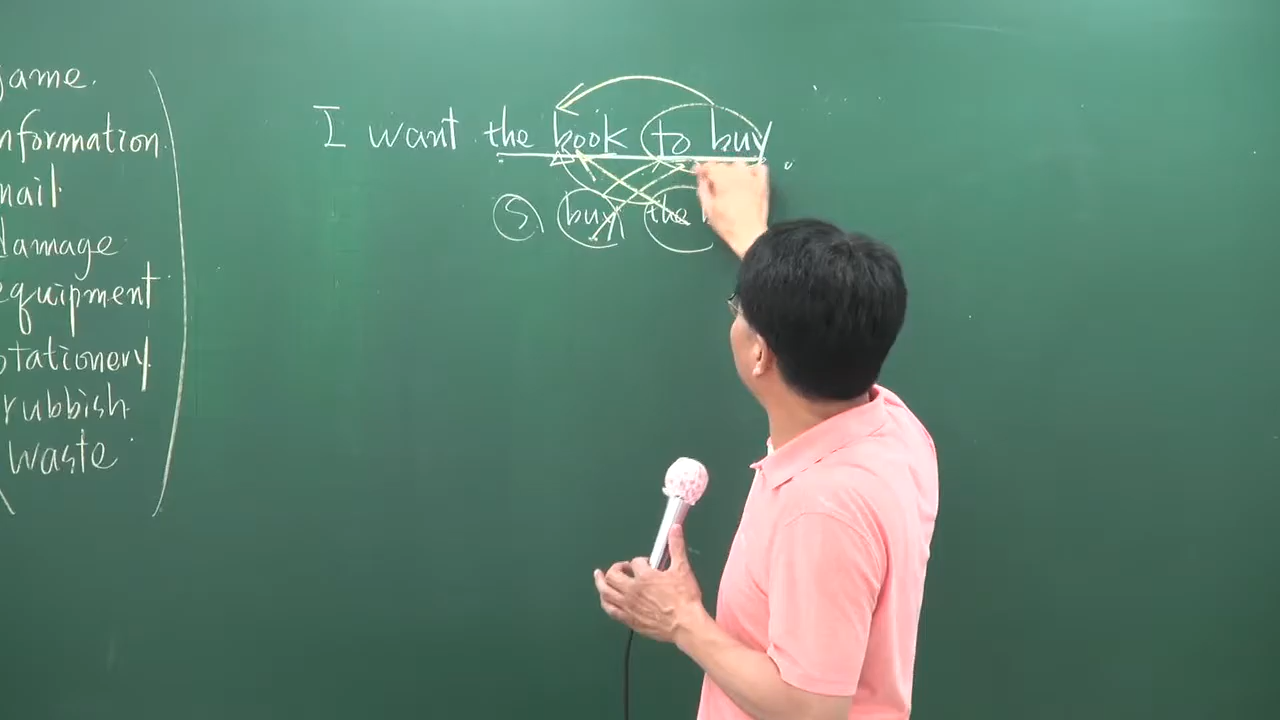 game.
information
mail
damage
equipment
stationery
rubbish
waste
I want the book to buy.
S buy the